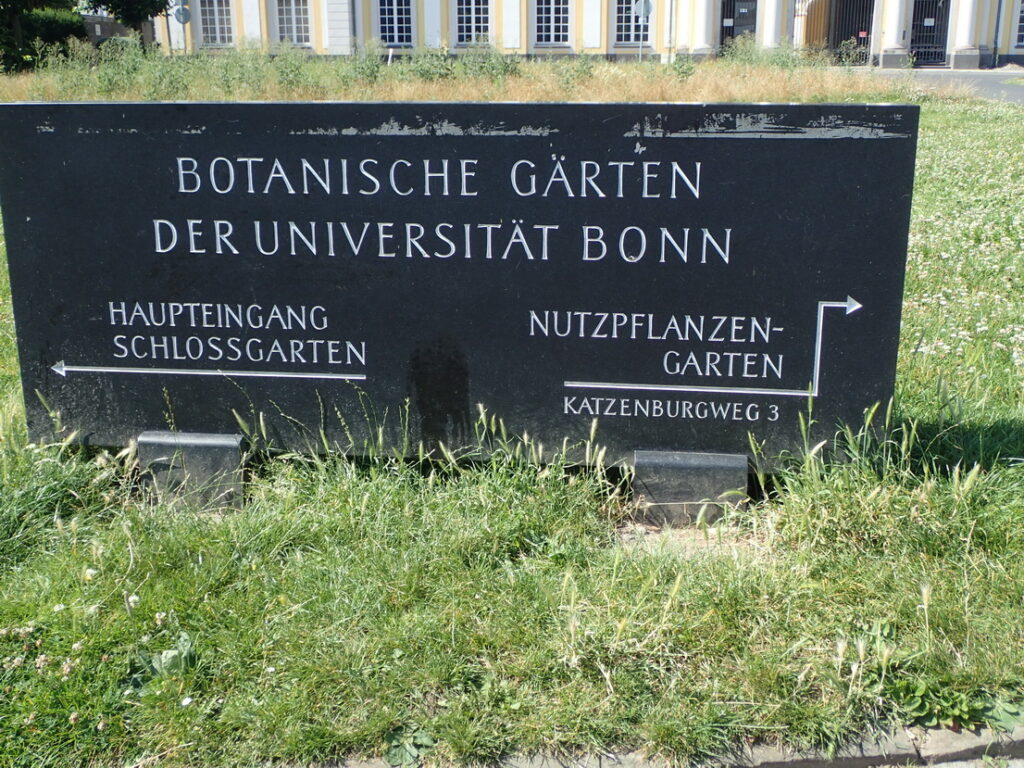 BOTANISCHE GÄRTEN
DER UNIVERSITÄT BONN
HAUPTEINGANG
SCHLOSSGARTEN
NUTZPFLANZEN-
GARTEN
KATZENBURGWEG 3